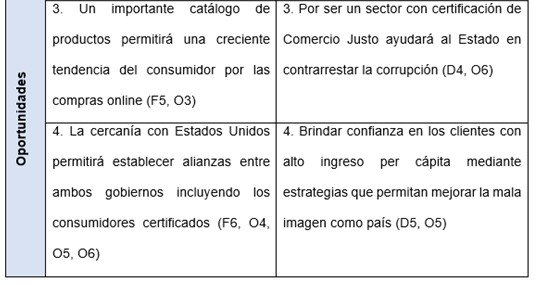 Oportunidades
3. Un importante catálogo de
productos permitirá una creciente
tendencia del consumidor por las
compras online (F5, O3)
3. Por ser un sector con certificación de
Comercio Justo ayudará al Estado en
contrarrestar la corrupción (D4, O6)
4. La cercanía con Estados Unidos
permitirá establecer alianzas entre
ambos gobiernos incluyendo los
consumidores certificados (F6, O4,
O5, O6)
4. Brindar confianza en los clientes con
alto ingreso per cápita mediante
estrategias que permitan mejorar la mala
imagen como país (D5, O5)